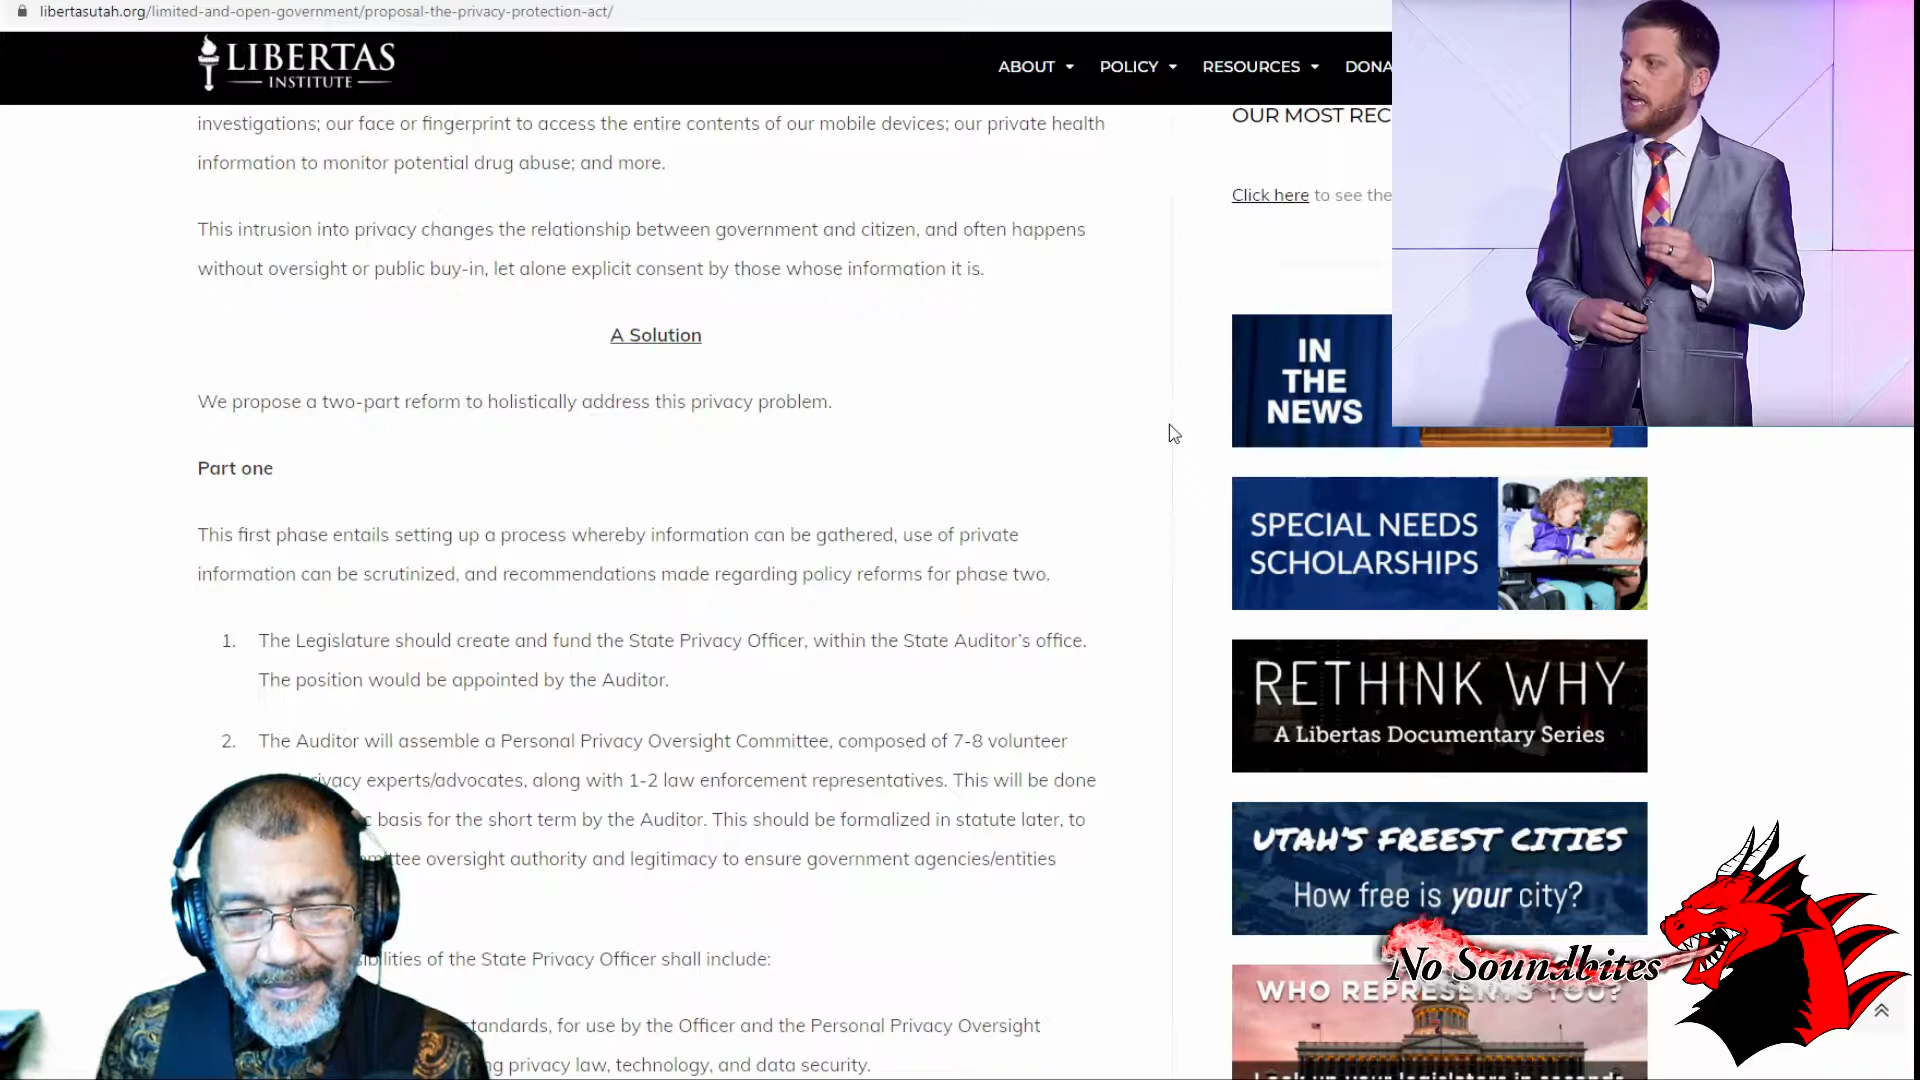 libertasutah.org/limited-and-open-government/proposal-the-privacy-protection-act/
LIBERTAS
INSTITUTE
ABOUT
POLICY
RESOURCES
DONA
investigations; our face or fingerprint to access the entire contents of our mobile devices; our private health
information to monitor potential drug abuse; and more.
This intrusion into privacy changes the relationship between government and citizen, and often happens
without oversight or public buy-in, let alone explicit consent by those whose information it is.
A Solution
We propose a two-part reform to holistically address this privacy problem.
Part one
This first phase entails setting up a process whereby information can be gathered, use of private
information can be scrutinized, and recommendations made regarding policy reforms for phase two.
1. The Legislature should create and fund the State Privacy Officer, within the State Auditor's office.
The position would be appointed by the Auditor.
2. The Auditor will assemble a Personal Privacy Oversight Committee, composed of 7-8 volunteer
privacy experts/advocates, along with 1-2 law enforcement representatives. This will be done
basis for the short term by the Auditor. This should be formalized in statute later, to
oversight authority and legitimacy to ensure government agencies/entities
of the State Privacy Officer shall include:
standards, for use by the Officer and the Personal Privacy Oversight
privacy law, technology, and data security.
OUR MOST REC
Click here to see the
IN
THE
NEWS
SPECIAL NEEDS
SCHOLARSHIPS
RETHINK WHY
A Libertas Documentary Series
UTAH'S FREEST CITIES
How free is your city?
No Soundbites
WHO REPRESENTS YOU?
Look up your legislators in seconds